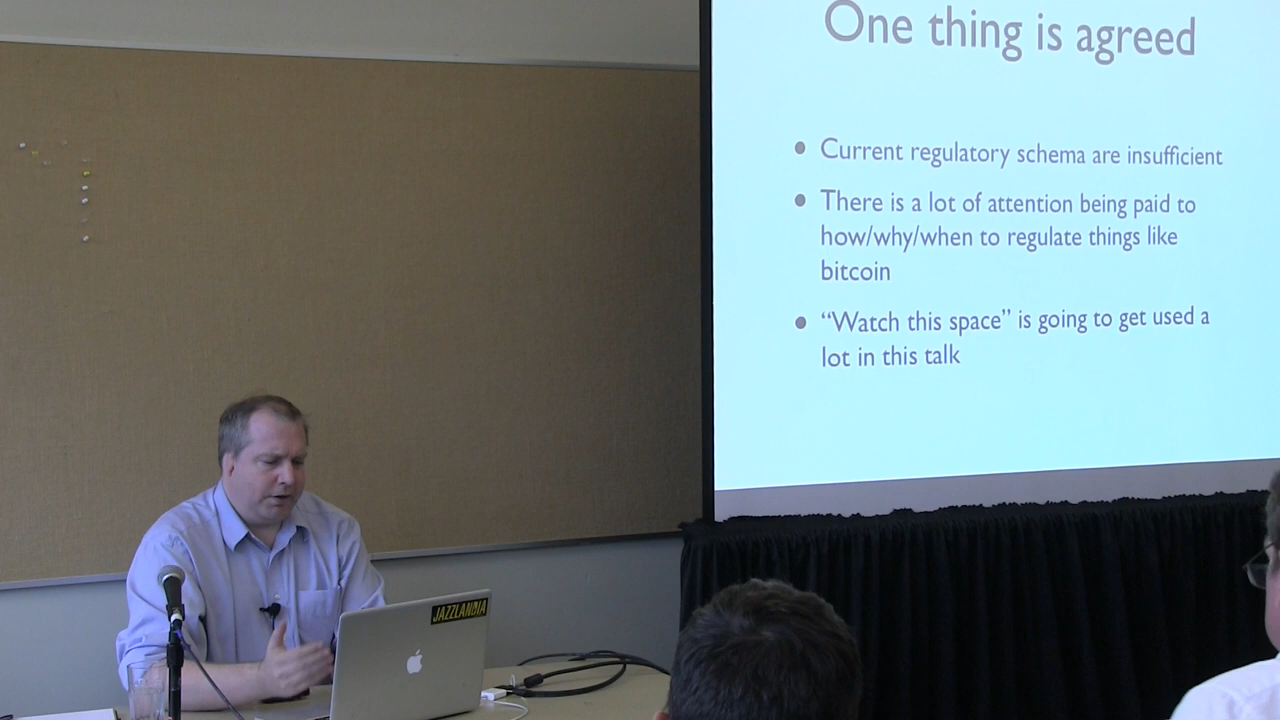 One thing is agreed
• Current regulatory schema are insufficient
• There is a lot of attention being paid to
how/why/when to regulate things like
bitcoin
• “Watch this space” is going to get used a
lot in this talk
JAZZLANDIA